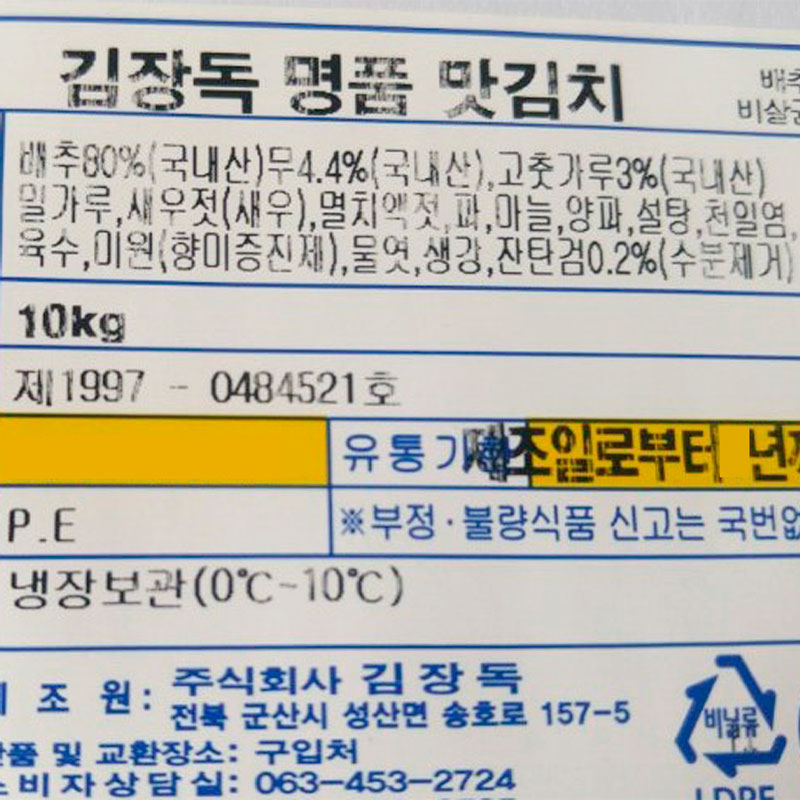 김장독 명품 맛김치
배추
비살균
배추80%(국내산)무4.4%(국내산),고춧가루3%(국내산)
밀가루,새우젓(새우),멸치액젓,파,마늘,양파,설탕,천일염,
육수,미원(향미증진제),물엿,생강,잔탄검0.2%(수분제거)
10kg
제1997 - 0484521호
유통기한 제조일로부터 년
P.E
※부정·불량식품 신고는 국번없
냉장보관(0℃~10℃)
제 조 원: 주식회사 김장독
전북 군산시 성산면 송호로 157-5
반품 및 교환장소: 구입처
소비자상담실: 063-453-2724
비닐류
LDPE